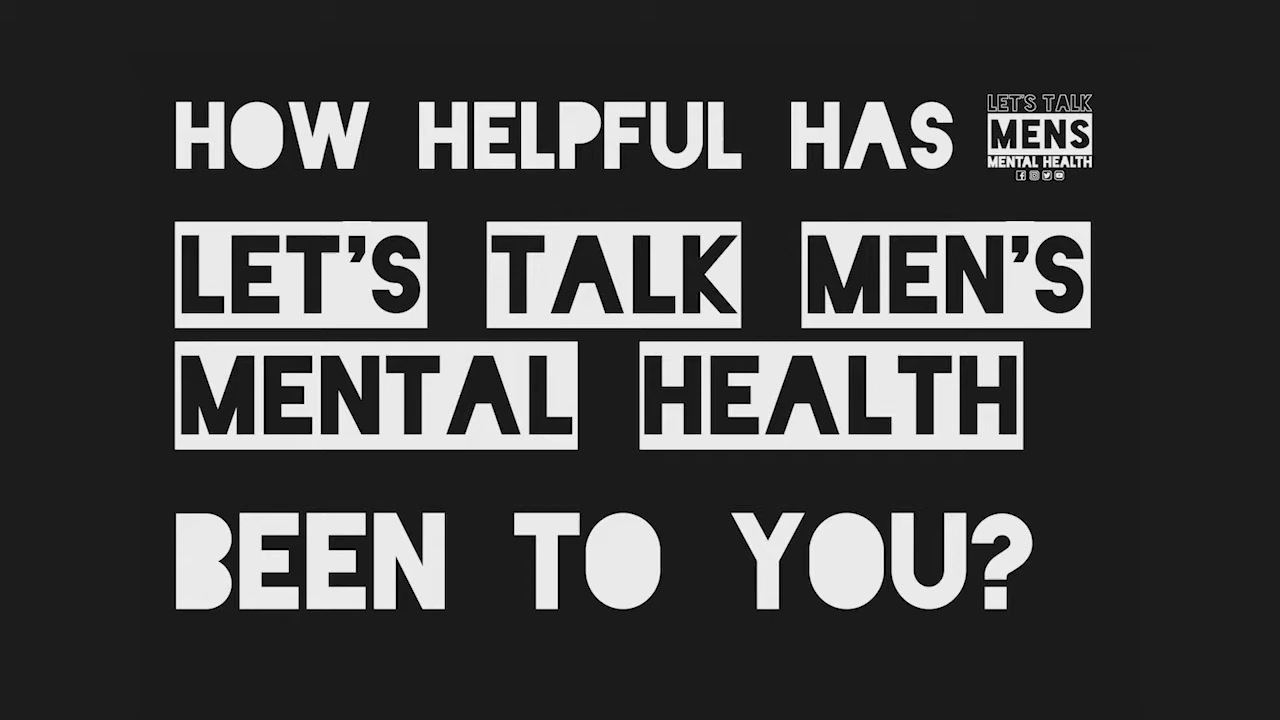 HOW HELPFUL HAS
LET'S TALK
MENS
MENTAL HEALTH
LET'S TALK MEN'S
MENTAL HEALTH
BEEN TO YOU?